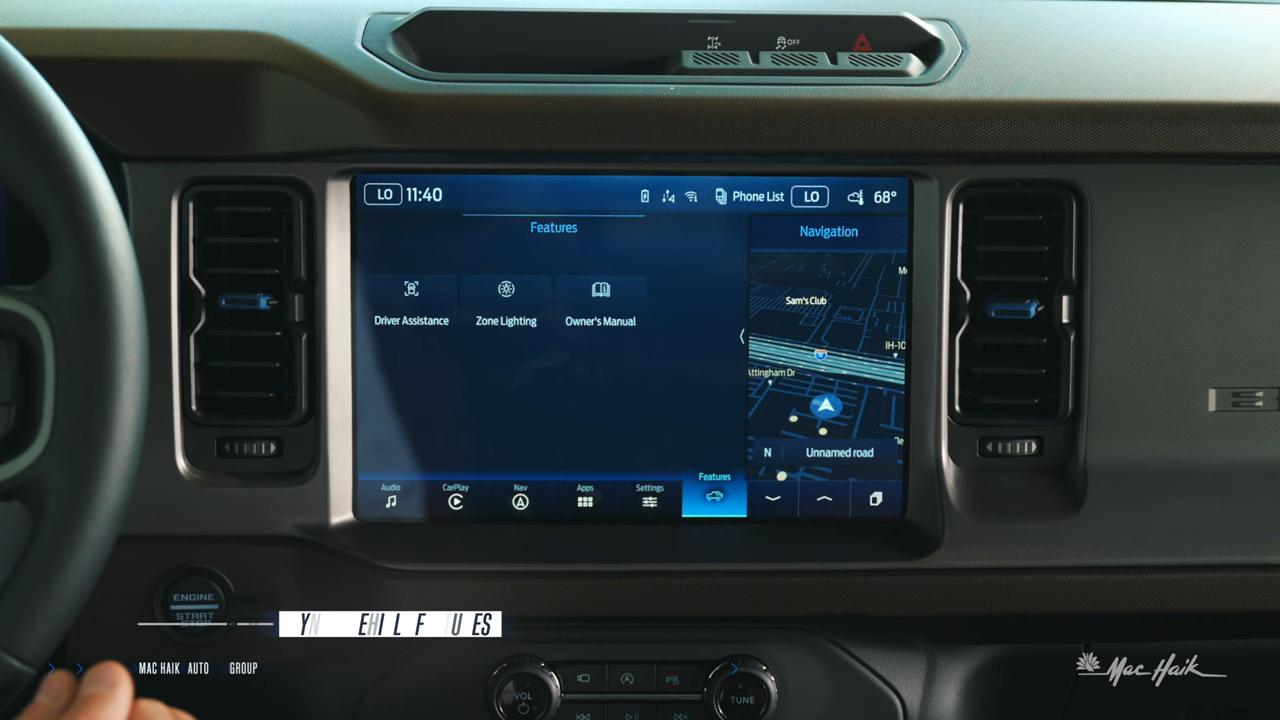 OFF
LO 11:40 Phone List LO 68°
Features
Navigation
Sam's Club
IH-10
Attingham Dr
Driver Assistance Zone Lighting Owner's Manual
N Unnamed road
Audio CarPlay Nav Apps Settings Features
ENGINE
START
STOP
VOL
TUNE
MAC HAIK AUTO GROUP
Mac Haik